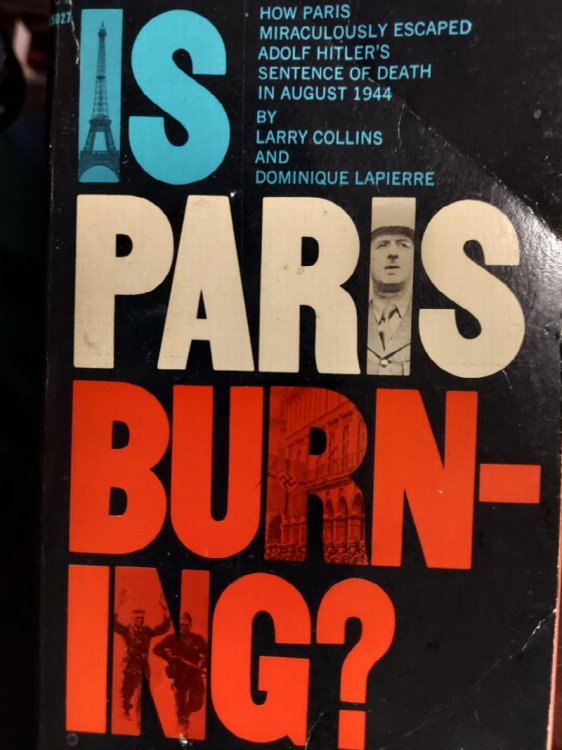 IS
HOW PARIS
MIRACULOUSLY ESCAPED
ADOLF HITLER'S
SENTENCE OF DEATH
IN AUGUST 1944
BY
LARRY COLLINS
AND
DOMINIQUE LAPIERRE
PARIS
BURN-
ING?